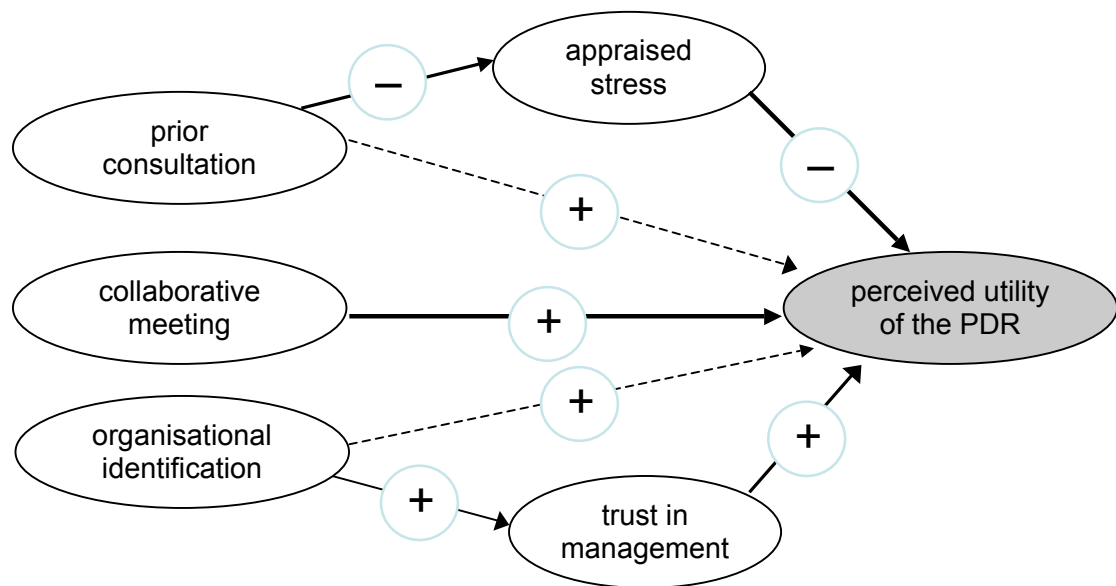 appraised
stress
−
prior
consultation
−
+
collaborative
meeting
+
perceived utility
of the PDR
+
organisational
identification
+
+
trust in
management